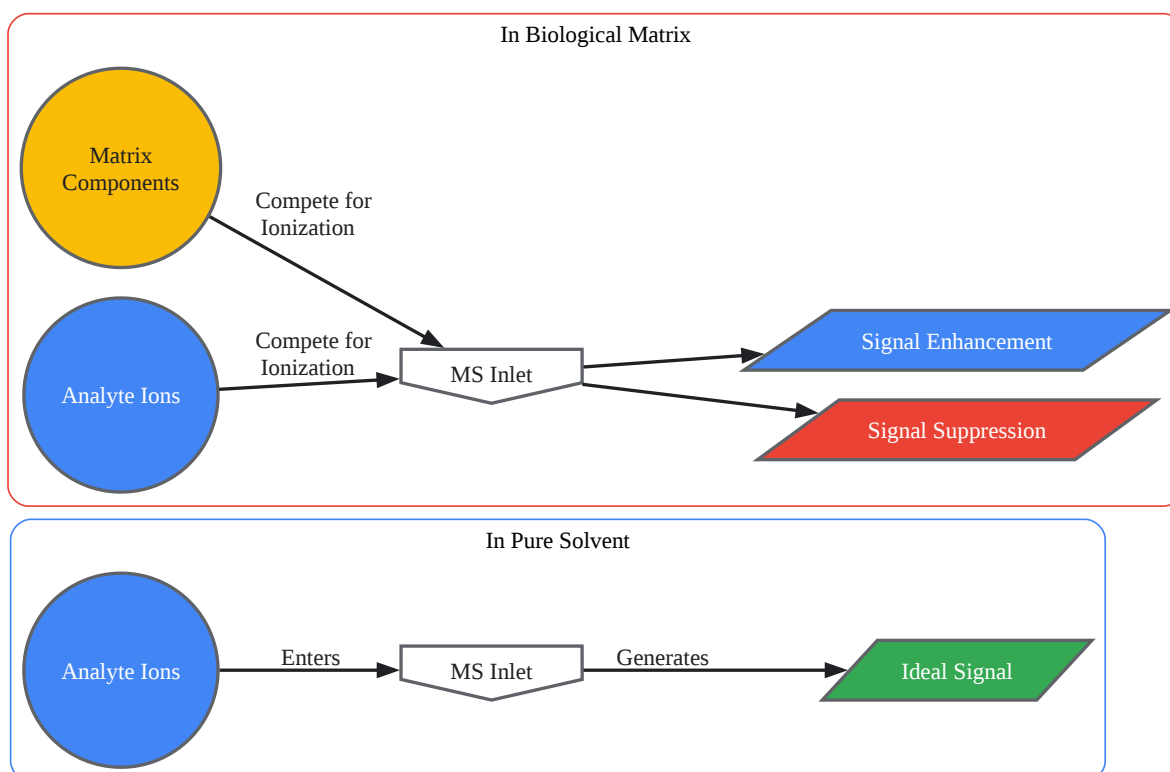 In Biological Matrix
Matrix
Components
Compete for
Ionization
Analyte Ions
Compete for
Ionization
MS Inlet
Signal Enhancement
Signal Suppression
In Pure Solvent
Analyte Ions
Enters
MS Inlet
Generates
Ideal Signal